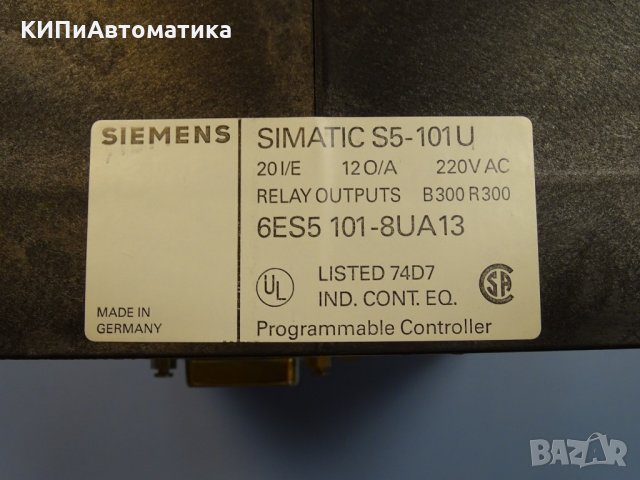 КИПиАвтоматика
SIEMENS
SIMATIC S5-101U
20 I/E 12 O/A 220V AC
RELAY OUTPUTS B300 R300
6ES5 101-8UA13
UL
LISTED 74D7
IND. CONT. EQ.
SA
MADE IN
GERMANY
Programmable Controller
BAZAR